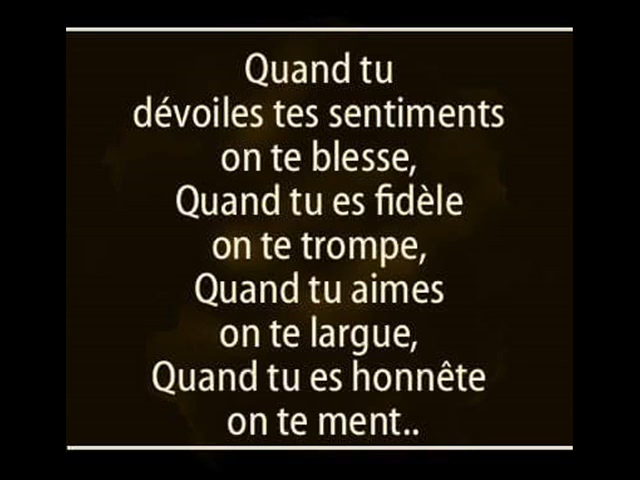 Quand tu
dévoiles tes sentiments
on te blesse,
Quand tu es fidèle
on te trompe,
Quand tu aimes
on te largue,
Quand tu es honnête
on te ment..